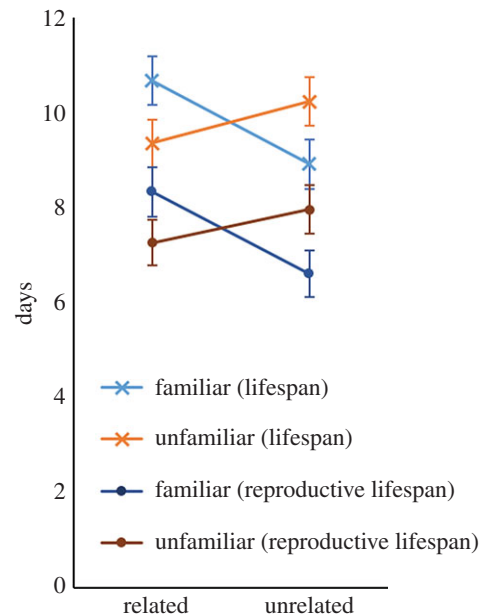 12
10
8
6
4
2
0
days
familiar (lifespan)
unfamiliar (lifespan)
familiar (reproductive lifespan)
unfamiliar (reproductive lifespan)
related unrelated